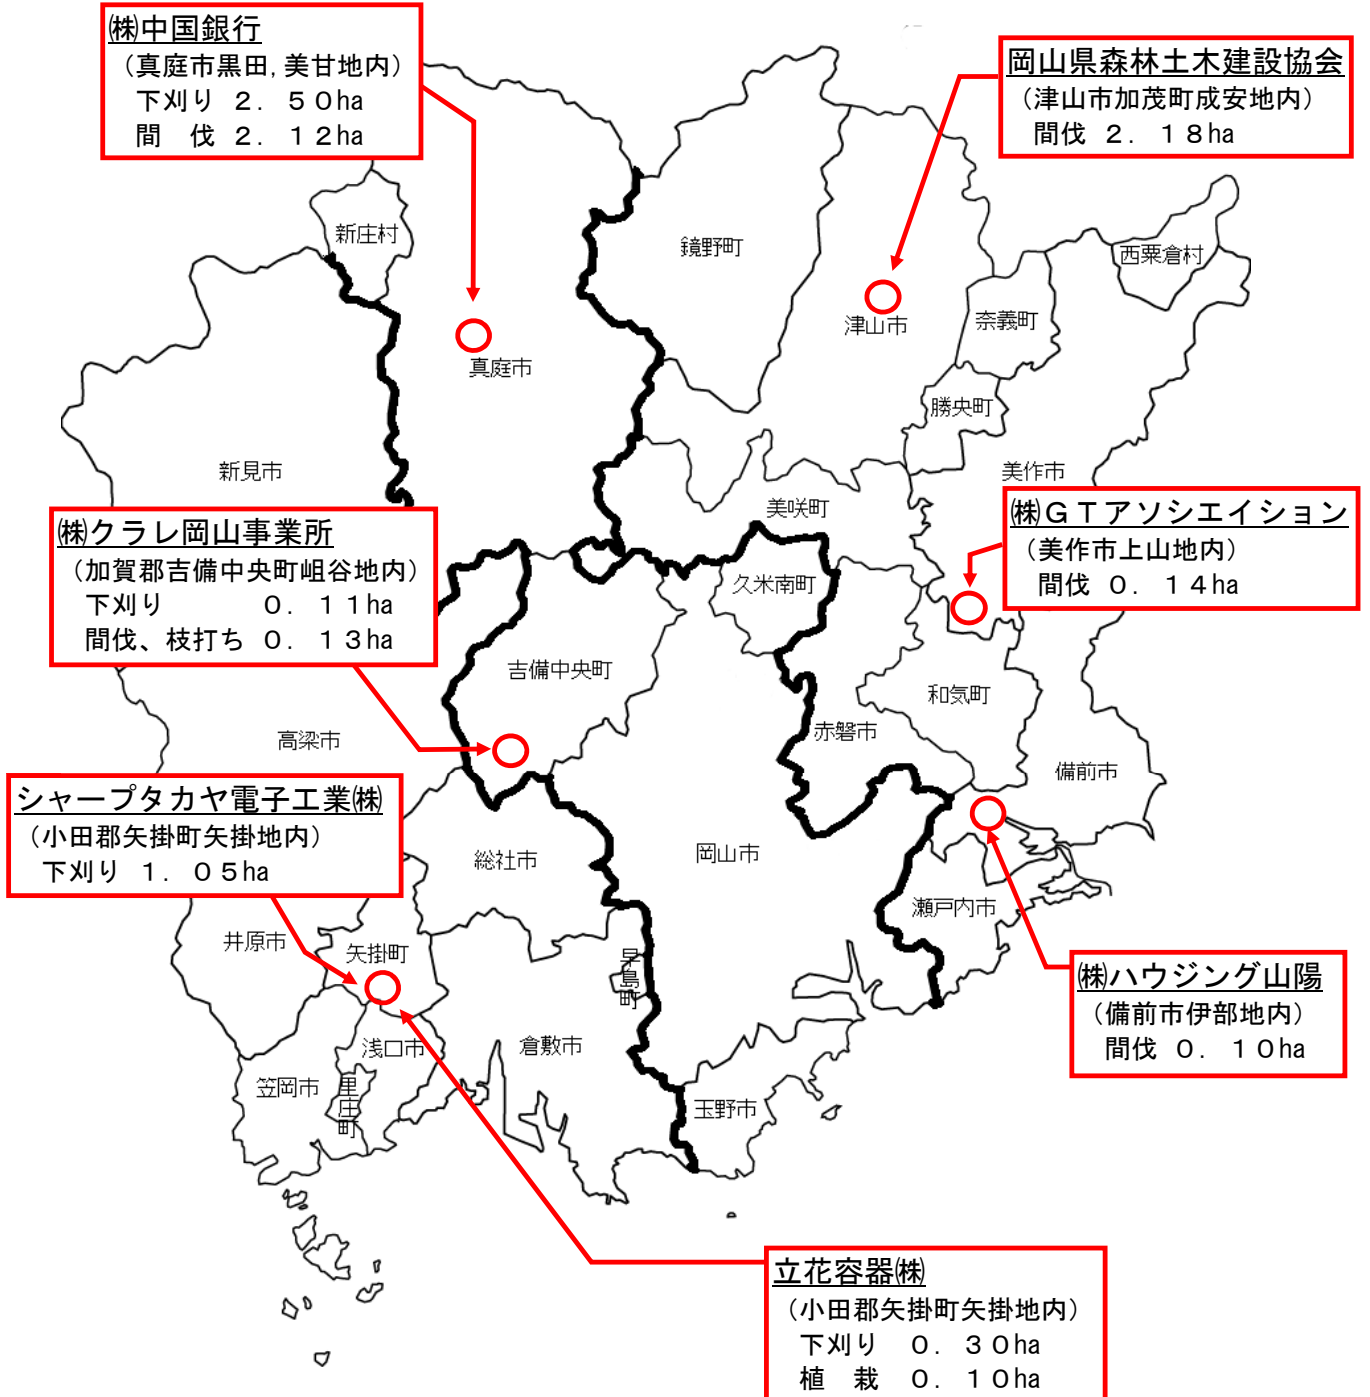 ㈱中国銀行
（真庭市黒田,美甘地内）
下刈り ２．５０ha
間　伐 ２．１２ha
岡山県森林土木建設協会
（津山市加茂町成安地内）
間伐 ２．１８ha
新庄村
鏡野町
西粟倉村
奈義町
津山市
真庭市
勝央町
新見市
美作市
美咲町
㈱ＧＴアソシエイション
（美作市上山地内）
間伐 ０．１４ha
㈱クラレ岡山事業所
（加賀郡吉備中央町岨谷地内）
下刈り ０．１１ha
間伐、枝打ち ０．１３ha
久米南町
吉備中央町
和気町
赤磐市
高梁市
備前市
シャープタカヤ電子工業㈱
（小田郡矢掛町矢掛地内）
下刈り １．０５ha
総社市
岡山市
瀬戸内市
井原市
矢掛町
早島町
㈱ハウジング山陽
（備前市伊部地内）
間伐 ０．１０ha
浅口市
倉敷市
笠岡市
里庄町
玉野市
立花容器㈱
（小田郡矢掛町矢掛地内）
下刈り ０．３０ha
植　栽 ０．１０ha